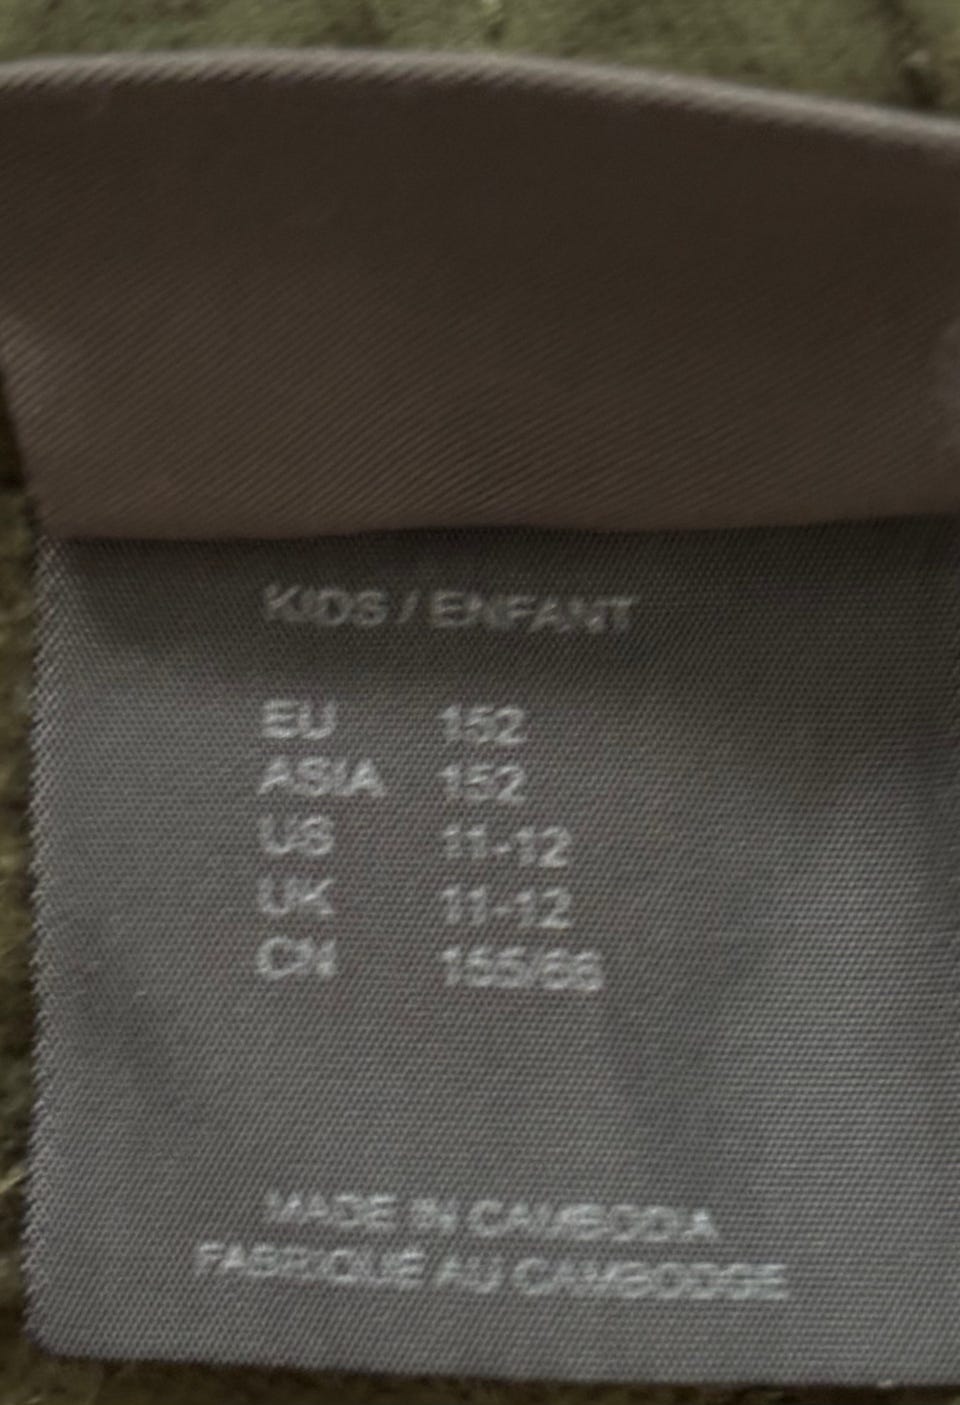 KIDS / ENFANT
EU 152
ASIA 152
US 11-12
UK 11-12
CN 155/68
MADE IN CAMBODIA
FABRIQUÉ AU CAMBODGE